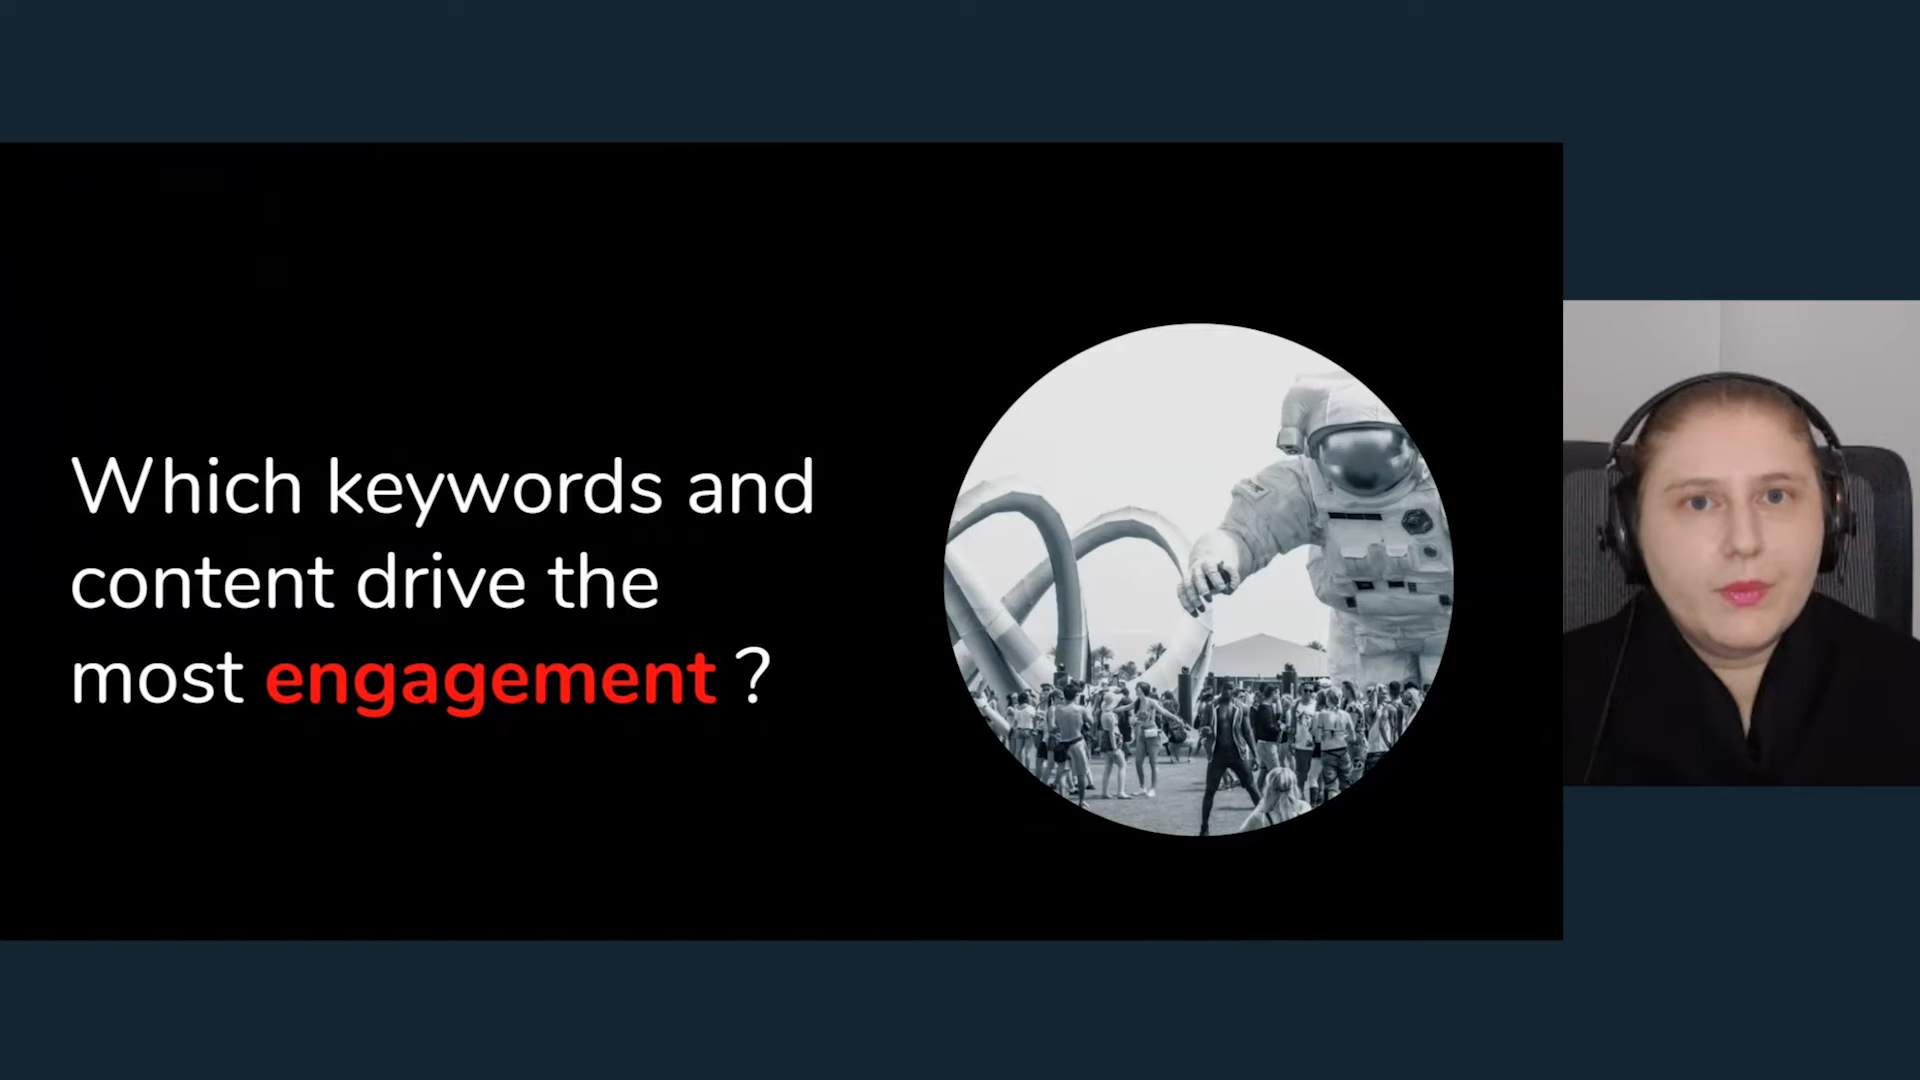 Which keywords and
content drive the
most engagement ?